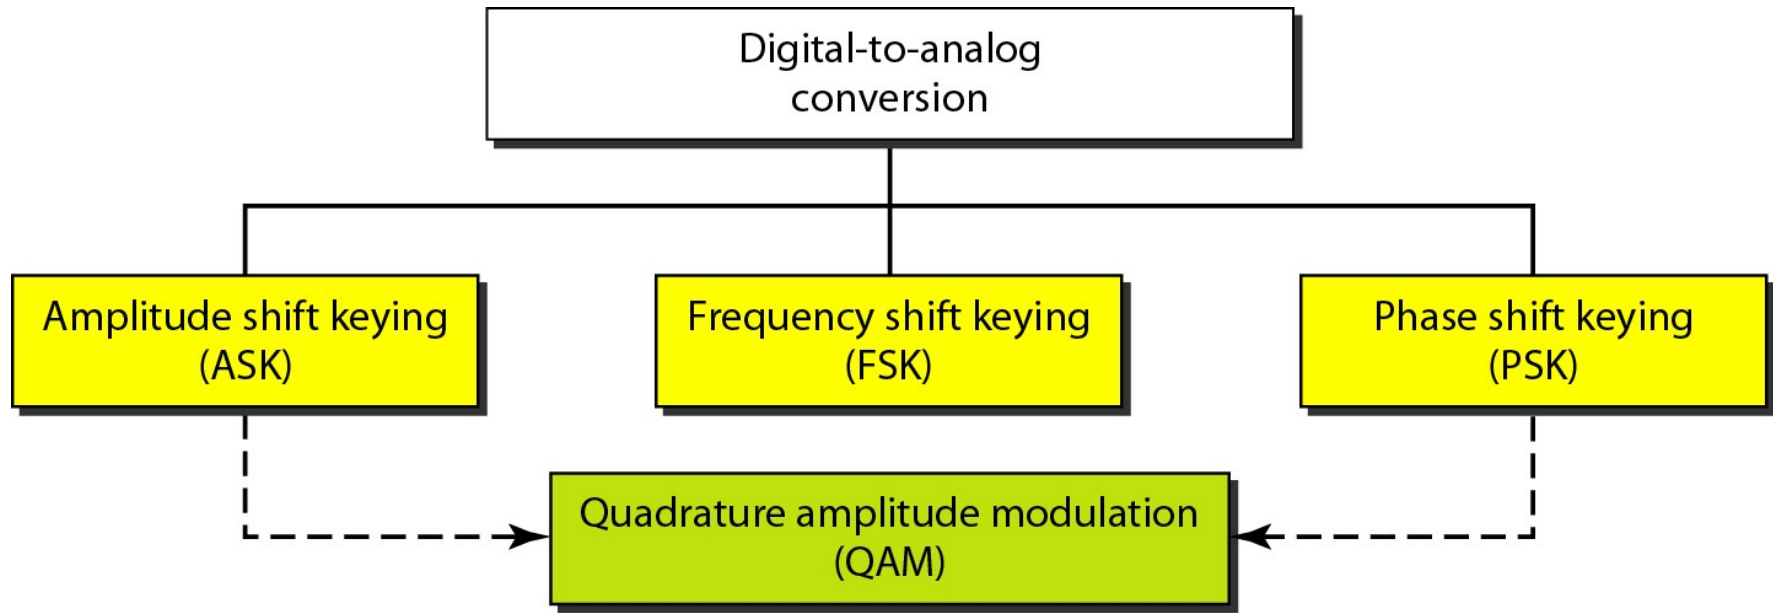 Digital-to-analog
conversion
Amplitude shift keying
(ASK)
Frequency shift keying
(FSK)
Phase shift keying
(PSK)
Quadrature amplitude modulation
(QAM)